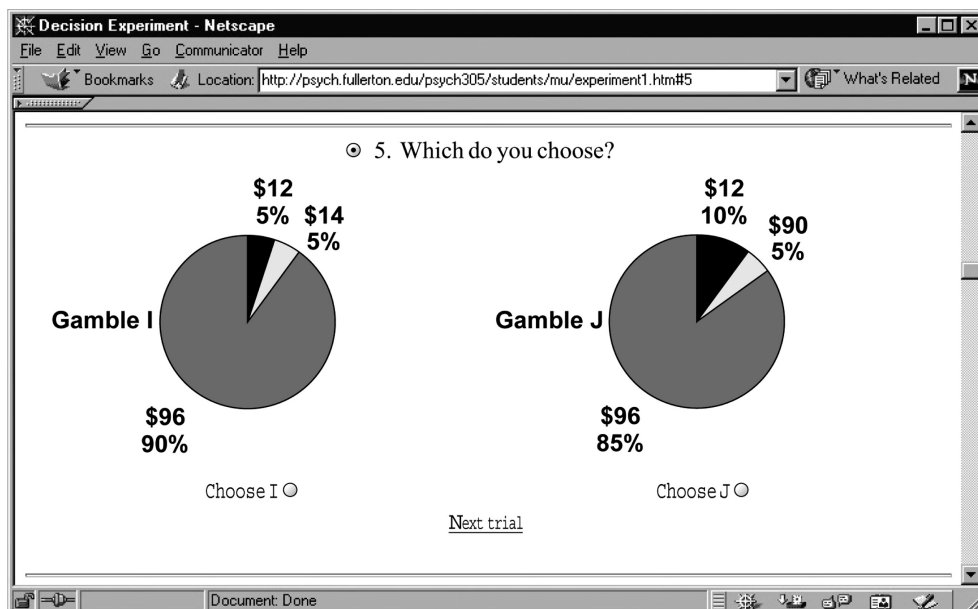 Decision Experiment - Netscape
File Edit View Go Communicator Help
Bookmarks Location: http://psych.fullerton.edu/psych305/students/mu/experiment1.htm#5 What's Related N
5. Which do you choose?
$12
5%
$14
5%
Gamble I
$96
90%
Choose I
$12
10%
$90
5%
Gamble J
$96
85%
Choose J
Next trial
Document: Done